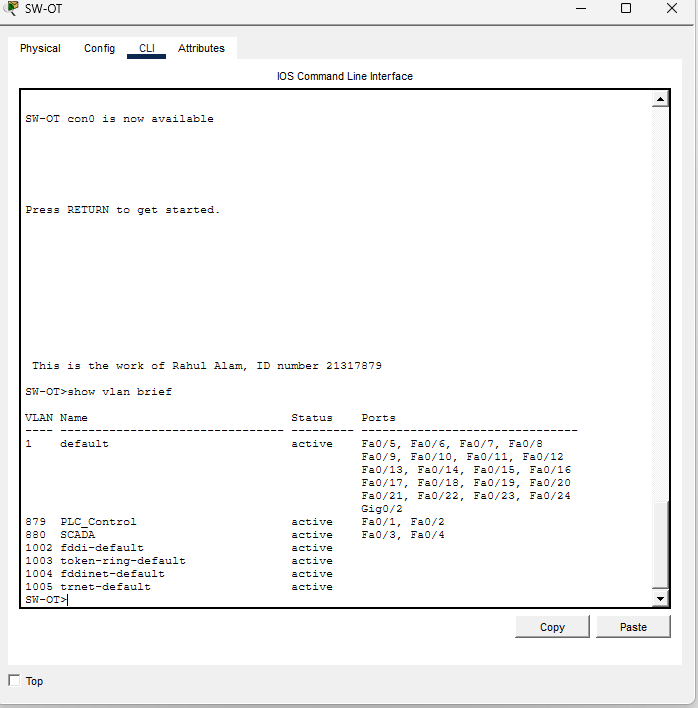 SW-OT
Physical Config CLI Attributes
IOS Command Line Interface
SW-OT con0 is now available
Press RETURN to get started.
This is the work of Rahul Alam, ID number 21317879
SW-OT>show vlan brief
VLAN Name                             Status    Ports
---- -------------------------------- --------- -------------------------------
1    default                          active    Fa0/5, Fa0/6, Fa0/7, Fa0/8
                                                Fa0/9, Fa0/10, Fa0/11, Fa0/12
                                                Fa0/13, Fa0/14, Fa0/15, Fa0/16
                                                Fa0/17, Fa0/18, Fa0/19, Fa0/20
                                                Fa0/21, Fa0/22, Fa0/23, Fa0/24
                                                Gig0/2
879  PLC_Control                      active    Fa0/1, Fa0/2
880  SCADA                            active    Fa0/3, Fa0/4
1002 fddi-default                     active
1003 token-ring-default               active
1004 fddinet-default                  active
1005 trnet-default                    active
SW-OT>
Copy Paste
Top